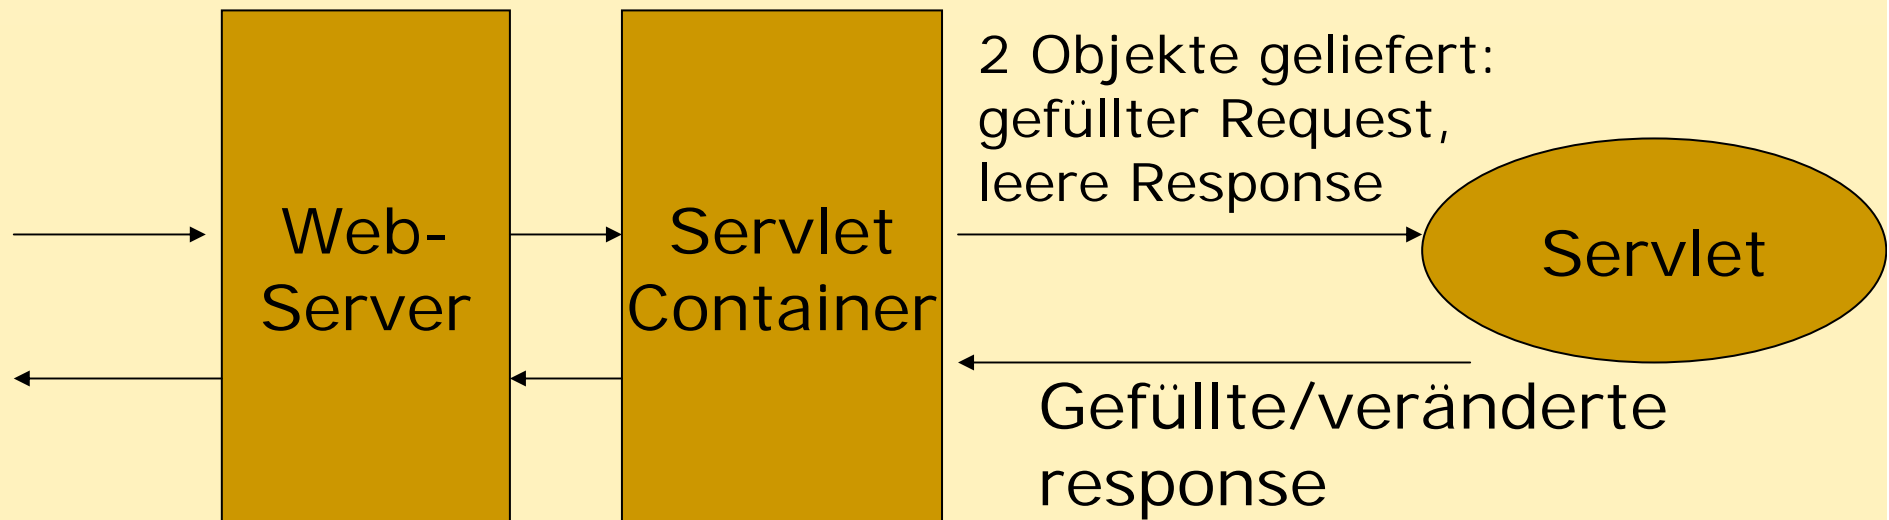 2 Objekte geliefert:
gefüllter Request,
leere Response
Web-
Server
Servlet
Container
Servlet
Gefüllte/veränderte
response